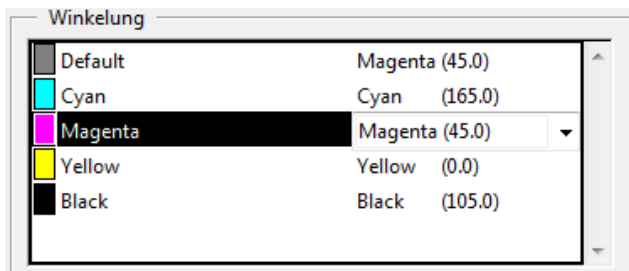 Winkelung
Default Magenta (45.0)
Cyan Cyan (165.0)
Magenta Magenta (45.0)
Yellow Yellow (0.0)
Black Black (105.0)